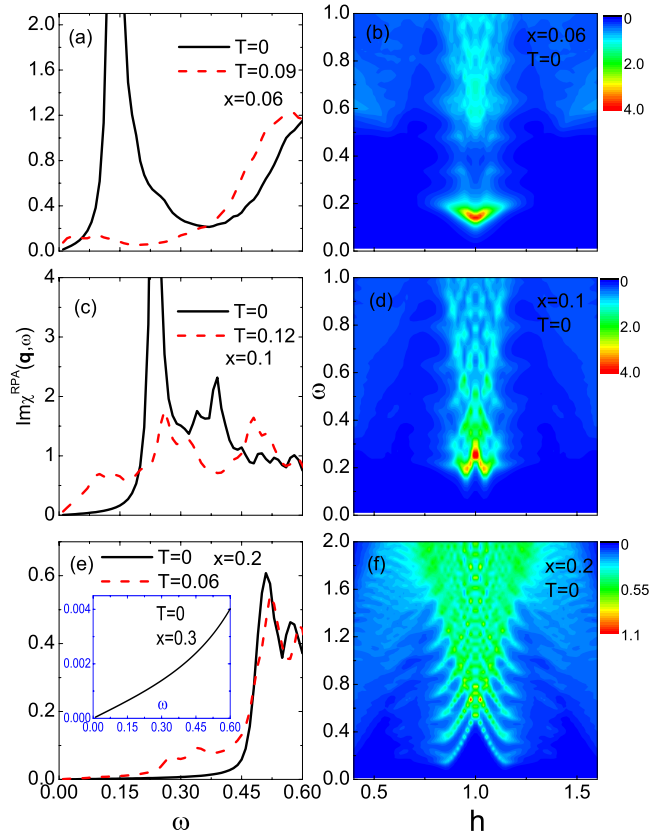 (a)
T=0
T=0.09
x=0.06
2.0
1.6
1.2
0.8
0.4
0.0
(b)
x=0.06
T=0
1.0
0.8
0.6
0.4
0.2
0.0
0
2.0
4.0
(c)
T=0
T=0.12
x=0.1
4
3
2
1
0
Imχ^RPA(q,ω)
(d)
x=0.1
T=0
1.0
0.8
0.6
0.4
0.2
0.0
ω
0
2.0
4.0
(e)
T=0
x=0.2
T=0.06
0.6
0.4
0.2
0.0
0.004
0.002
0.000
T=0
x=0.3
ω
0.00 0.15 0.30 0.45 0.60
0.00 0.15 0.30 0.45 0.60
ω
(f)
x=0.2
T=0
2.0
1.6
1.2
0.8
0.4
0.0
0.5 1.0 1.5
h
0
0.55
1.1